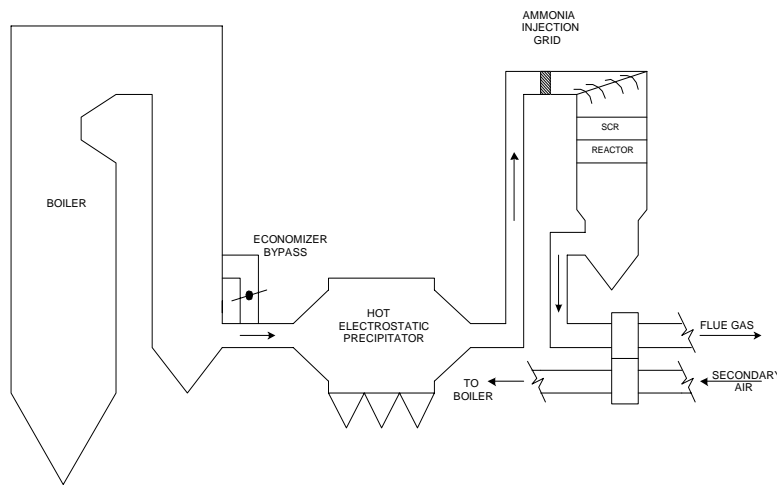 AMMONIA
INJECTION
GRID
SCR
REACTOR
BOILER
ECONOMIZER
BYPASS
HOT
ELECTROSTATIC
PRECIPITATOR
FLUE GAS
TO
BOILER
SECONDARY
AIR